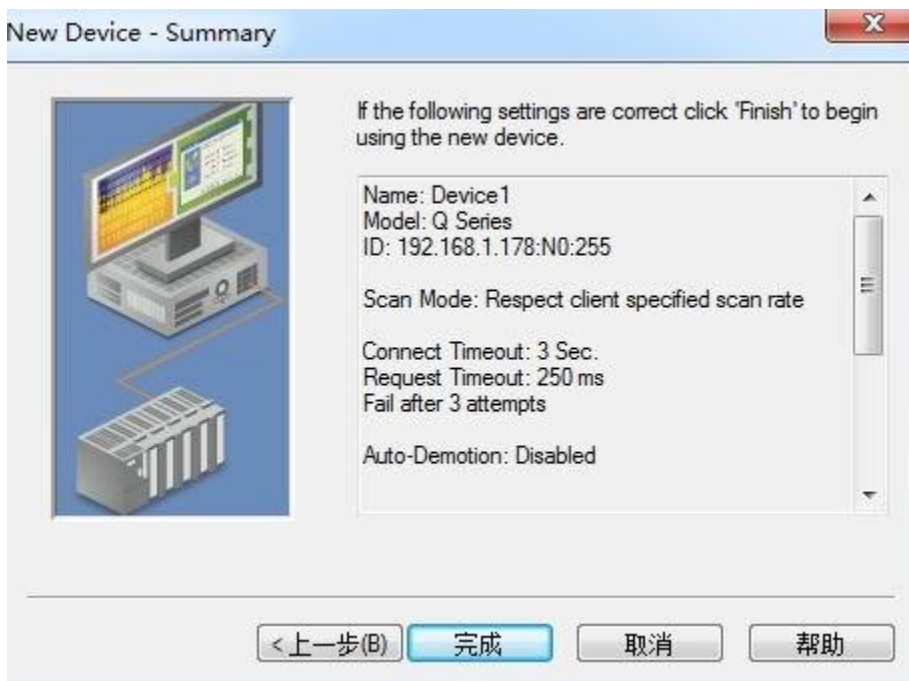 New Device - Summary
If the following settings are correct click 'Finish' to begin
using the new device.
Name: Device1
Model: Q Series
ID: 192.168.1.178:N0:255
Scan Mode: Respect client specified scan rate
Connect Timeout: 3 Sec.
Request Timeout: 250 ms
Fail after 3 attempts
Auto-Demotion: Disabled
<上一步(B) 完成 取消 帮助